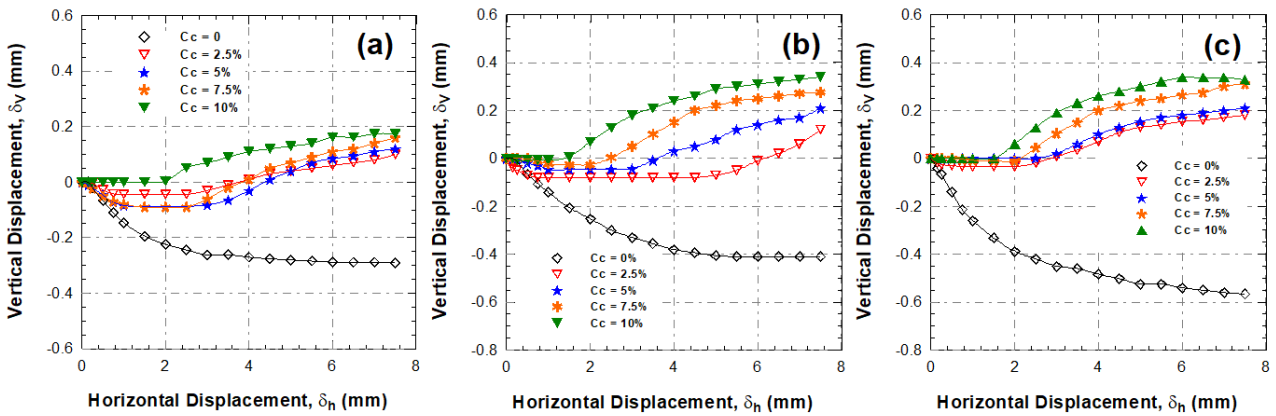 0.6
0.4
0.2
0
-0.2
-0.4
-0.6
Vertical Displacement, δV (mm)
Cc = 0
Cc = 2.5%
Cc = 5%
Cc = 7.5%
Cc = 10%
(a)
0 2 4 6 8
Horizontal Displacement, δh (mm)
0.6
0.4
0.2
0
-0.2
-0.4
-0.6
-0.8
Vertical Displacement, δV (mm)
(b)
Cc = 0%
Cc = 2.5%
Cc = 5%
Cc = 7.5%
Cc = 10%
0 2 4 6 8
Horizontal Displacement, δh (mm)
0.6
0.4
0.2
0
-0.2
-0.4
-0.6
-0.8
Vertical Displacement, δV (mm)
(c)
Cc = 0%
Cc = 2.5%
Cc = 5%
Cc = 7.5%
Cc = 10%
0 2 4 6 8
Horizontal Displacement, δh (mm)